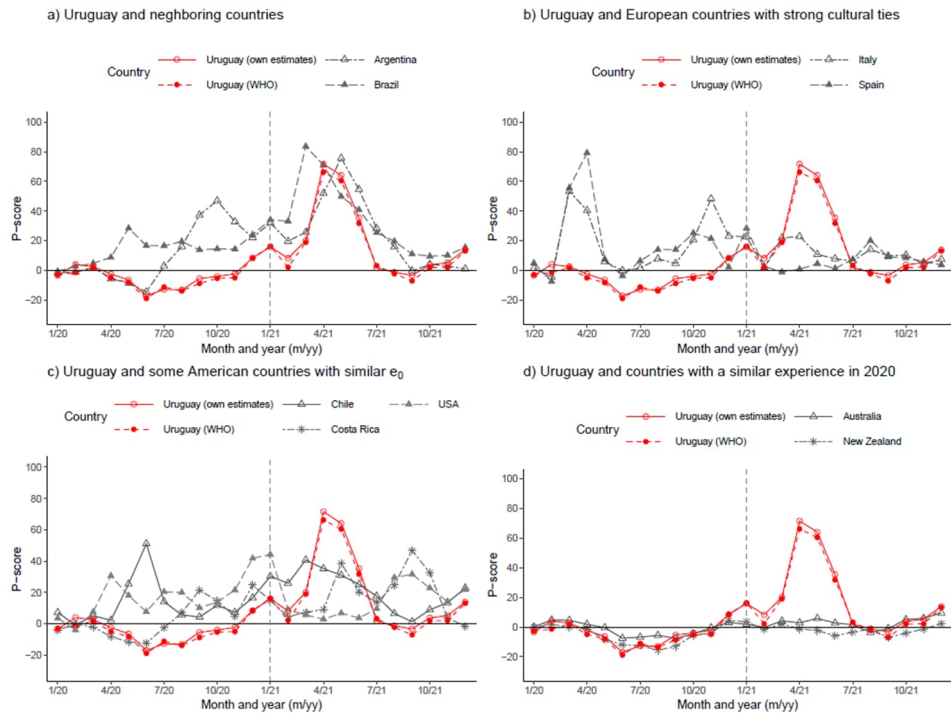 a) Uruguay and neighboring countries
Country
Uruguay (own estimates)
Argentina
Uruguay (WHO)
Brazil
100
80
60
40
20
0
−20
P−score
1/20
4/20
7/20
10/20
1/21
4/21
7/21
10/21
Month and year (m/yy)
b) Uruguay and European countries with strong cultural ties
Country
Uruguay (own estimates)
Italy
Uruguay (WHO)
Spain
100
80
60
40
20
0
−20
P−score
1/20
4/20
7/20
10/20
1/21
4/21
7/21
10/21
Month and year (m/yy)
c) Uruguay and some American countries with similar e₀
Country
Uruguay (own estimates)
Chile
USA
Uruguay (WHO)
Costa Rica
100
80
60
40
20
0
−20
P−score
1/20
4/20
7/20
10/20
1/21
4/21
7/21
10/21
Month and year (m/yy)
d) Uruguay and countries with a similar experience in 2020
Country
Uruguay (own estimates)
Australia
Uruguay (WHO)
New Zealand
100
80
60
40
20
0
−20
P−score
1/20
4/20
7/20
10/20
1/21
4/21
7/21
10/21
Month and year (m/yy)